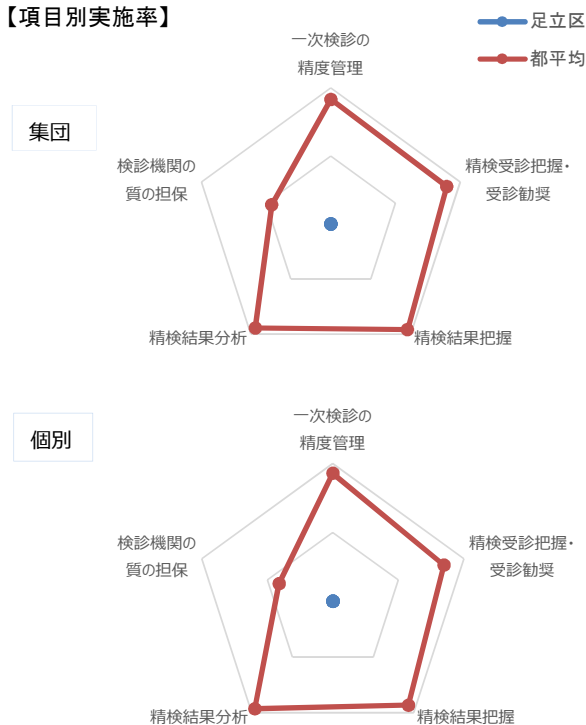 【項目別実施率】
足立区
都平均
集団
一次検診の
精度管理
精検受診把握・
受診勧奨
精検結果把握
精検結果分析
検診機関の
質の担保
個別
一次検診の
精度管理
精検受診把握・
受診勧奨
精検結果把握
精検結果分析
検診機関の
質の担保